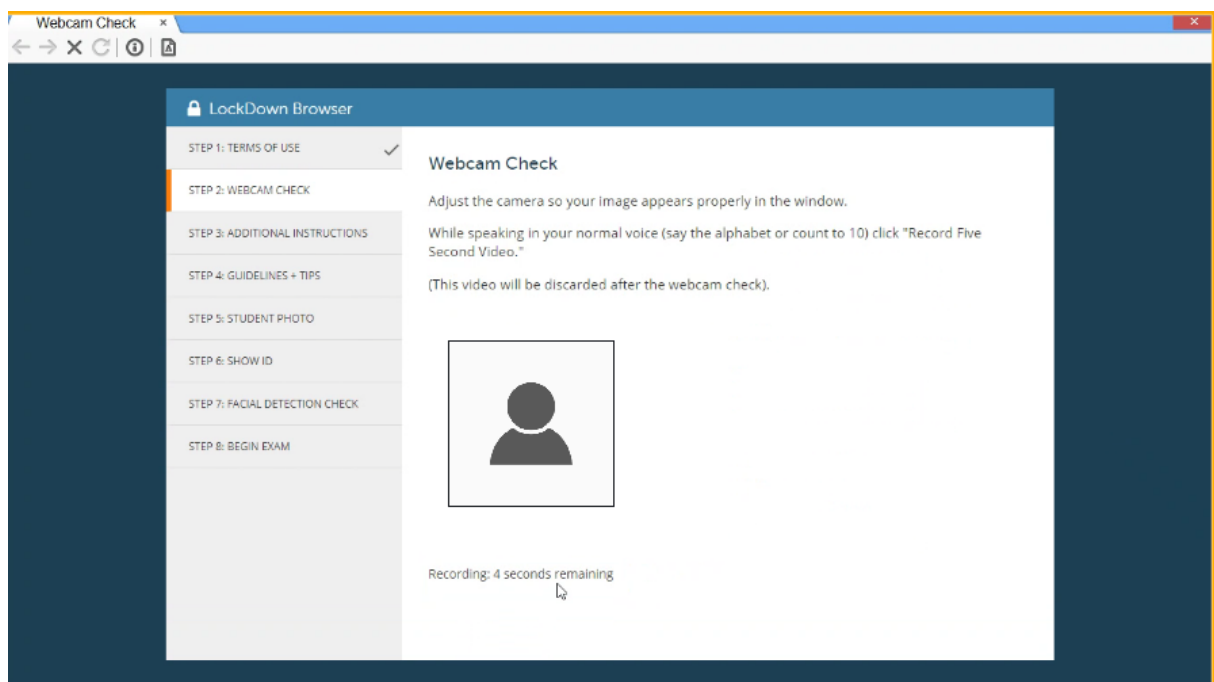 Webcam Check
LockDown Browser
STEP 1: TERMS OF USE
STEP 2: WEBCAM CHECK
STEP 3: ADDITIONAL INSTRUCTIONS
STEP 4: GUIDELINES + TIPS
STEP 5: STUDENT PHOTO
STEP 6: SHOW ID
STEP 7: FACIAL DETECTION CHECK
STEP 8: BEGIN EXAM
Webcam Check
Adjust the camera so your image appears properly in the window.
While speaking in your normal voice (say the alphabet or count to 10) click "Record Five
Second Video."
(This video will be discarded after the webcam check).
Recording: 4 seconds remaining